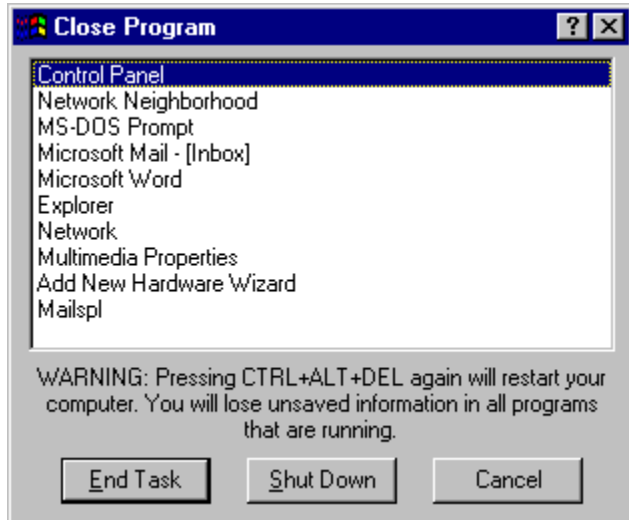 Close Program
Control Panel
Network Neighborhood
MS-DOS Prompt
Microsoft Mail - [Inbox]
Microsoft Word
Explorer
Network
Multimedia Properties
Add New Hardware Wizard
Mailspl
WARNING: Pressing CTRL+ALT+DEL again will restart your
computer. You will lose unsaved information in all programs
that are running.
End Task Shut Down Cancel